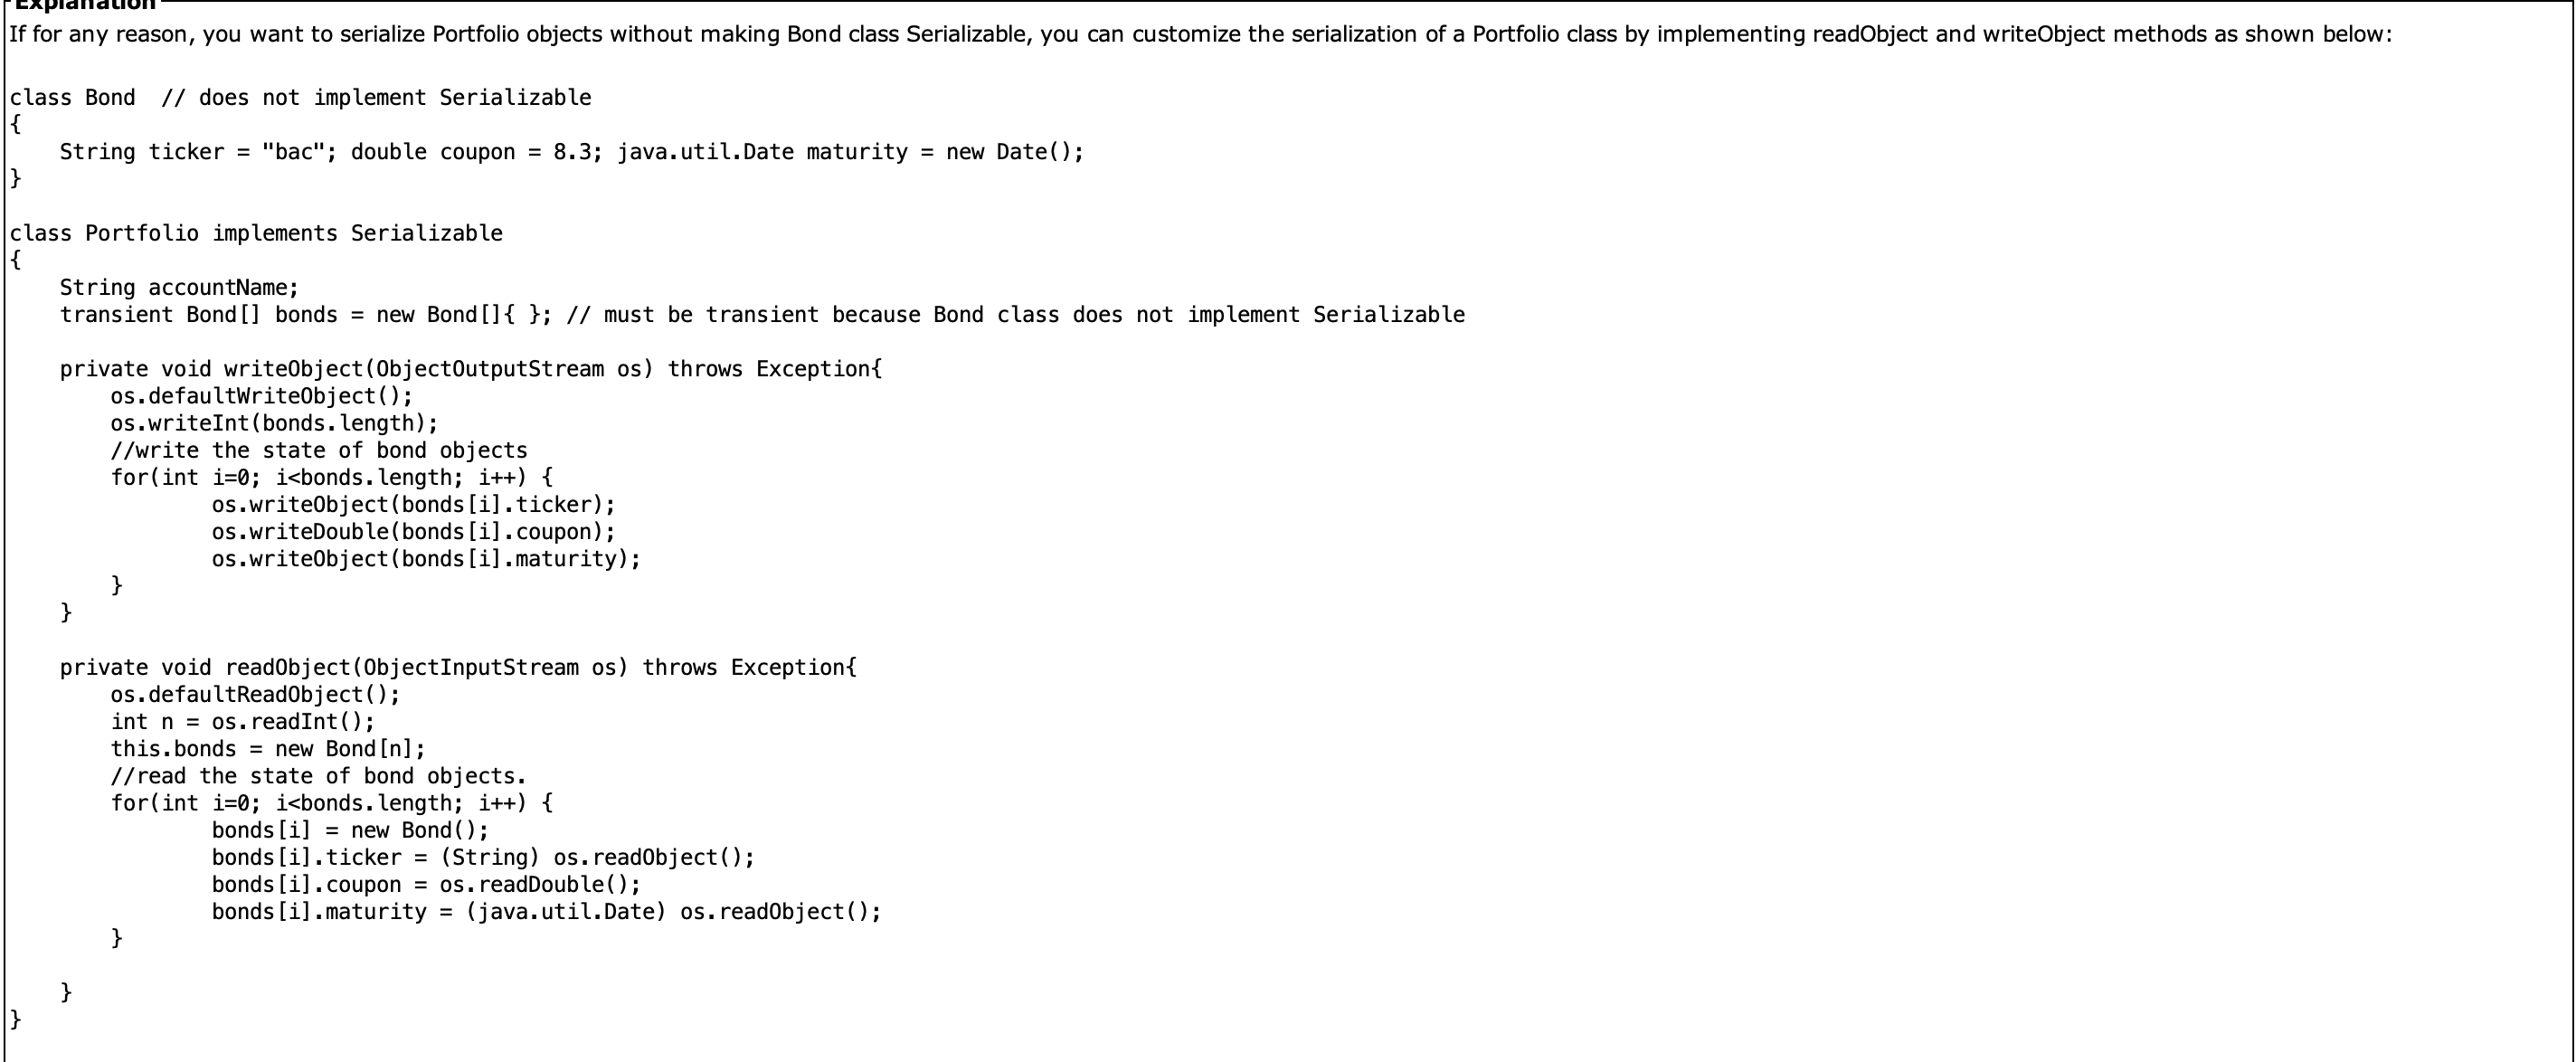 Explanation
If for any reason, you want to serialize Portfolio objects without making Bond class Serializable, you can customize the serialization of a Portfolio class by implementing readObject and writeObject methods as shown below:
class Bond  // does not implement Serializable
{
    String ticker = "bac"; double coupon = 8.3; java.util.Date maturity = new Date();
}
class Portfolio implements Serializable
{
    String accountName;
    transient Bond[] bonds = new Bond[]{ }; // must be transient because Bond class does not implement Serializable
    private void writeObject(ObjectOutputStream os) throws Exception{
        os.defaultWriteObject();
        os.writeInt(bonds.length);
        //write the state of bond objects
        for(int i=0; i<bonds.length; i++) {
                os.writeObject(bonds[i].ticker);
                os.writeDouble(bonds[i].coupon);
                os.writeObject(bonds[i].maturity);
        }
    }
    private void readObject(ObjectInputStream os) throws Exception{
        os.defaultReadObject();
        int n = os.readInt();
        this.bonds = new Bond[n];
        //read the state of bond objects.
        for(int i=0; i<bonds.length; i++) {
                bonds[i] = new Bond();
                bonds[i].ticker = (String) os.readObject();
                bonds[i].coupon = os.readDouble();
                bonds[i].maturity = (java.util.Date) os.readObject();
        }
    }
}